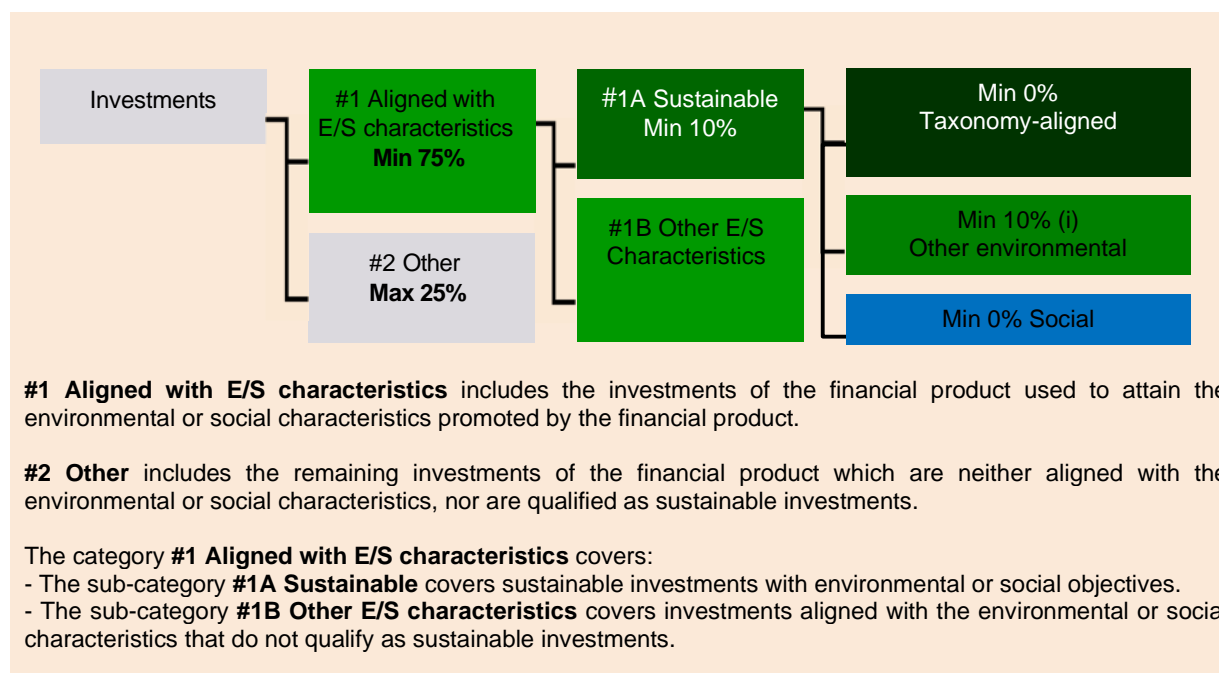 Investments
#1 Aligned with
E/S characteristics
Min 75%
#2 Other
Max 25%
#1A Sustainable
Min 10%
#1B Other E/S
Characteristics
Min 0%
Taxonomy-aligned
Min 10% (i)
Other environmental
Min 0% Social
#1 Aligned with E/S characteristics includes the investments of the financial product used to attain the
environmental or social characteristics promoted by the financial product.
#2 Other includes the remaining investments of the financial product which are neither aligned with the
environmental or social characteristics, nor are qualified as sustainable investments.
The category #1 Aligned with E/S characteristics covers:
- The sub-category #1A Sustainable covers sustainable investments with environmental or social objectives.
- The sub-category #1B Other E/S characteristics covers investments aligned with the environmental or social
characteristics that do not qualify as sustainable investments.